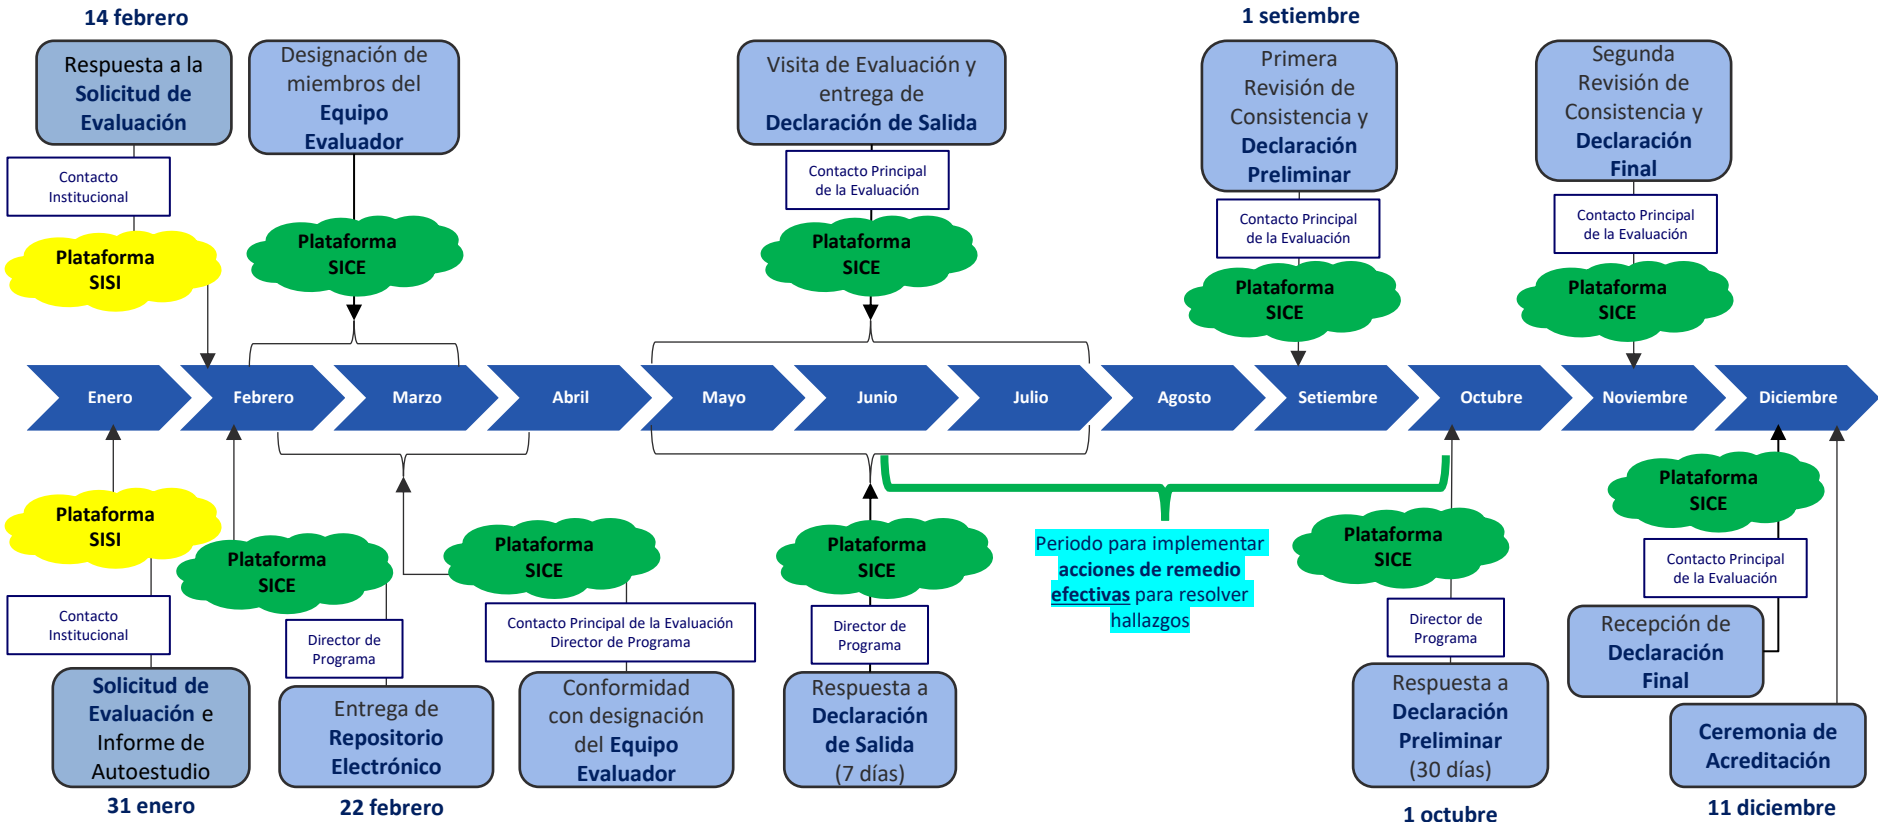 14 febrero
1 setiembre
Respuesta a la
Solicitud de
Evaluación
Designación de
miembros del
Equipo
Evaluador
Visita de Evaluación y
entrega de
Declaración de Salida
Primera
Revisión de
Consistencia y
Declaración
Preliminar
Segunda
Revisión de
Consistencia y
Declaración
Final
Contacto
Institucional
Contacto Principal
de la Evaluación
Contacto Principal
de la Evaluación
Contacto Principal
de la Evaluación
Plataforma
SISI
Plataforma
SICE
Plataforma
SICE
Plataforma
SICE
Plataforma
SICE
Enero
Febrero
Marzo
Abril
Mayo
Junio
Julio
Agosto
Setiembre
Octubre
Noviembre
Diciembre
Plataforma
SISI
Plataforma
SICE
Plataforma
SICE
Plataforma
SICE
Periodo para implementar
acciones de remedio
efectivas para resolver
hallazgos
Plataforma
SICE
Plataforma
SICE
Contacto
Institucional
Director de
Programa
Contacto Principal de la Evaluación
Director de Programa
Director de
Programa
Director de
Programa
Contacto Principal
de la Evaluación
Solicitud de
Evaluación e
Informe de
Autoestudio
Entrega de
Repositorio
Electrónico
Conformidad
con designación
del Equipo
Evaluador
Respuesta a
Declaración
de Salida
(7 días)
Respuesta a
Declaración
Preliminar
(30 días)
Recepción de
Declaración
Final
Ceremonia de
Acreditación
31 enero
22 febrero
1 octubre
11 diciembre